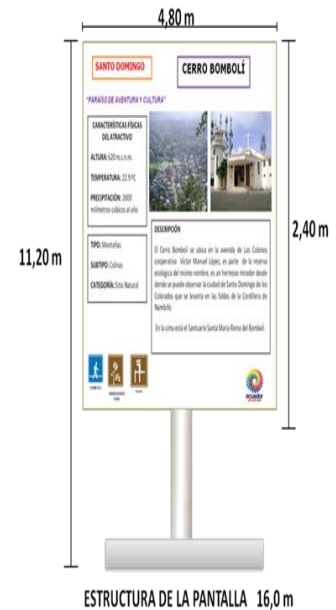 4,80 m
SANTO DOMINGO
CERRO BOMBOLÍ
"PARAÍSO DE AVENTURA Y CULTURA"
CARACTERÍSTICAS FÍSICAS
DEL ATRACTIVO
ALTURA: 620 m.s.n.m.
TEMPERATURA: 22.9 ºC
PRECIPITACIÓN: 2000
milímetros cúbicos al año
TIPO: Montañas
SUBTIPO: Colinas
CATEGORÍA: Sitio Natural
DESCRIPCIÓN
El Cerro Bombolí se ubica en la avenida de Los Colonos
cooperativa Víctor Manuel López, es parte de la reserva
ecológica del mismo nombre, es un hermoso mirador desde
donde se puede observar la ciudad de Santo Domingo de los
Colorados que se levanta en las faldas de la Cordillera de
Nambillo
En la cima está el Santuario Santa María Reina del Bombolí.
ecuador
11,20 m
2,40 m
ESTRUCTURA DE LA PANTALLA 16,0 m